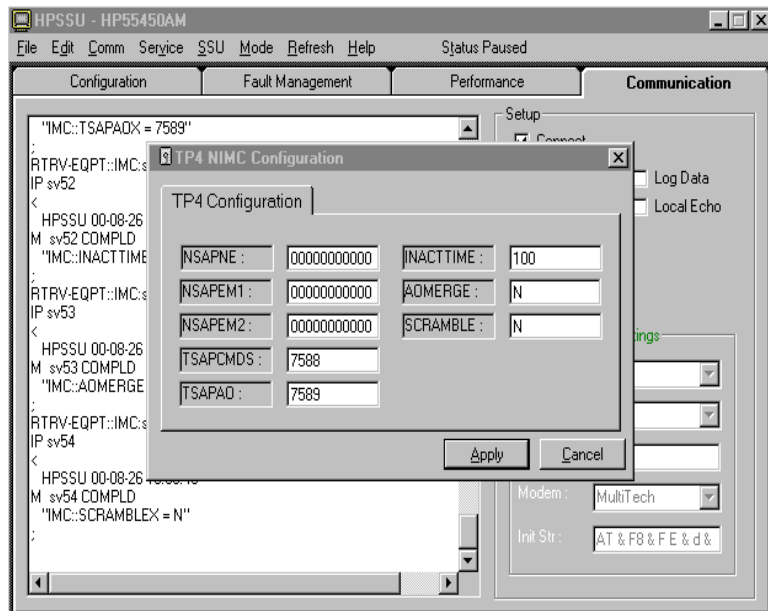 HPSSU - HP55450AM
File Edit Comm Service SSU Mode Refresh Help Status Paused
Configuration Fault Management Performance Communication
"IMC::TSAPAOX = 7589"
;
RTRV-EQPT::IMC:s
IP sv52
<
HPSSU 00-08-26
M sv52 COMPLD
"IMC::INACTTIME
;
RTRV-EQPT::IMC:s
IP sv53
<
HPSSU 00-08-26
M sv53 COMPLD
"IMC::AOMERGE
;
RTRV-EQPT::IMC:s
IP sv54
<
HPSSU 00-08-26
M sv54 COMPLD
"IMC::SCRAMBLEX = N"
;
Setup
Connect
Log Data
Local Echo
TP4 NIMC Configuration
TP4 Configuration
NSAPNE : 00000000000 INACTTIME : 100
NSAPEM1 : 00000000000 AOMERGE : N
NSAPEM2 : 00000000000 SCRAMBLE : N
TSAPCMDS : 7588
TSAPAO : 7589
Apply Cancel
ings
Modem : MultiTech
Init Str : AT & F8 & F E & d &